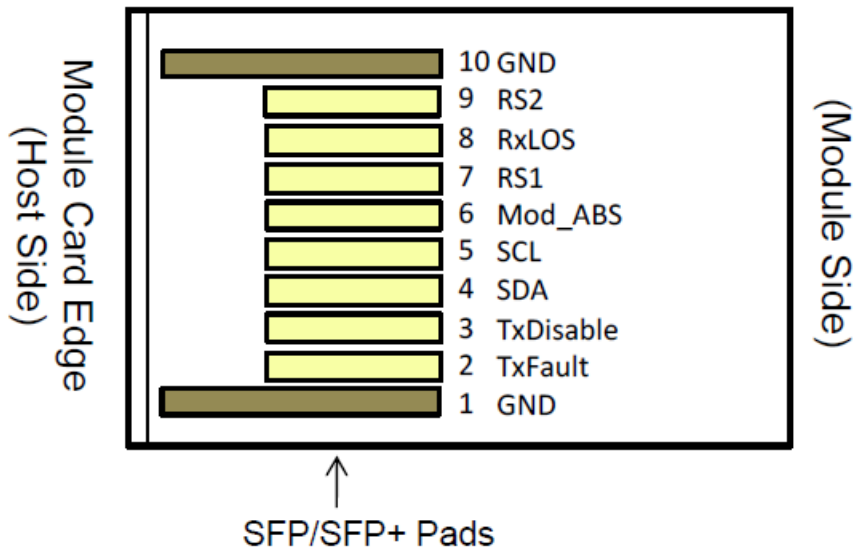 Module Card Edge
(Host Side)
10 GND
9 RS2
8 RxLOS
7 RS1
6 Mod_ABS
5 SCL
4 SDA
3 TxDisable
2 TxFault
1 GND
(Module Side)
SFP/SFP+ Pads